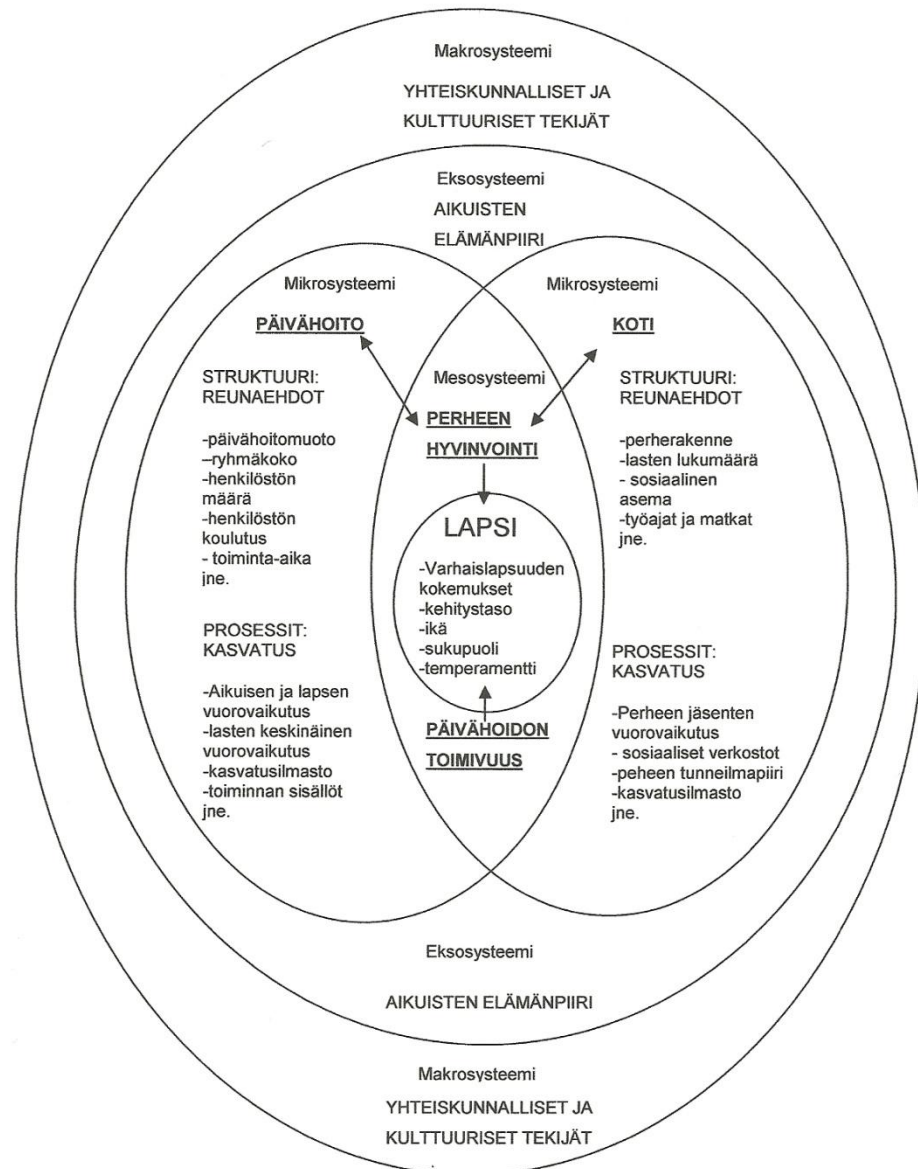 Makrosysteemi
YHTEISKUNNALLISET JA
KULTTUURISET TEKIJÄT
Eksosysteemi
AIKUISTEN
ELÄMÄNPIIRI
Mikrosysteemi
PÄIVÄHOITO
STRUKTUURI:
REUNAEHDOT
-päivähoitomuoto
–ryhmäkoko
-henkilöstön
määrä
-henkilöstön
koulutus
- toiminta-aika
jne.
PROSESSIT:
KASVATUS
-Aikuisen ja lapsen
vuorovaikutus
-lasten keskinäinen
vuorovaikutus
-kasvatusilmasto
-toiminnan sisällöt
jne.
Mesosysteemi
PERHEEN
HYVINVOINTI
LAPSI
-Varhaislapsuuden
kokemukset
-kehitystaso
-ikä
-sukupuoli
-temperamentti
PÄIVÄHOIDON
TOIMIVUUS
Mikrosysteemi
KOTI
STRUKTUURI:
REUNAEHDOT
-perherakenne
-lasten lukumäärä
- sosiaalinen
asema
-työajat ja matkat
jne.
PROSESSIT:
KASVATUS
-Perheen jäsenten
vuorovaikutus
- sosiaaliset verkostot
-peheen tunneilmapiiri
-kasvatusilmasto
jne.
Eksosysteemi
AIKUISTEN ELÄMÄNPIIRI
Makrosysteemi
YHTEISKUNNALLISET JA
KULTTUURISET TEKIJÄT